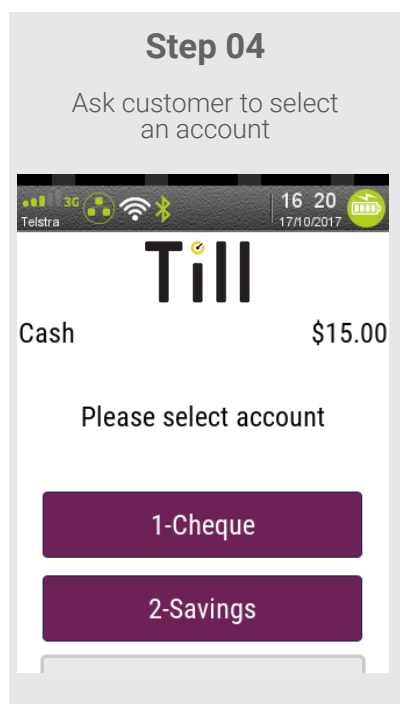 Step 04
Ask customer to select
an account
3G 16 20
Telstra 17/10/2017
Till
Cash $15.00
Please select account
1-Cheque
2-Savings